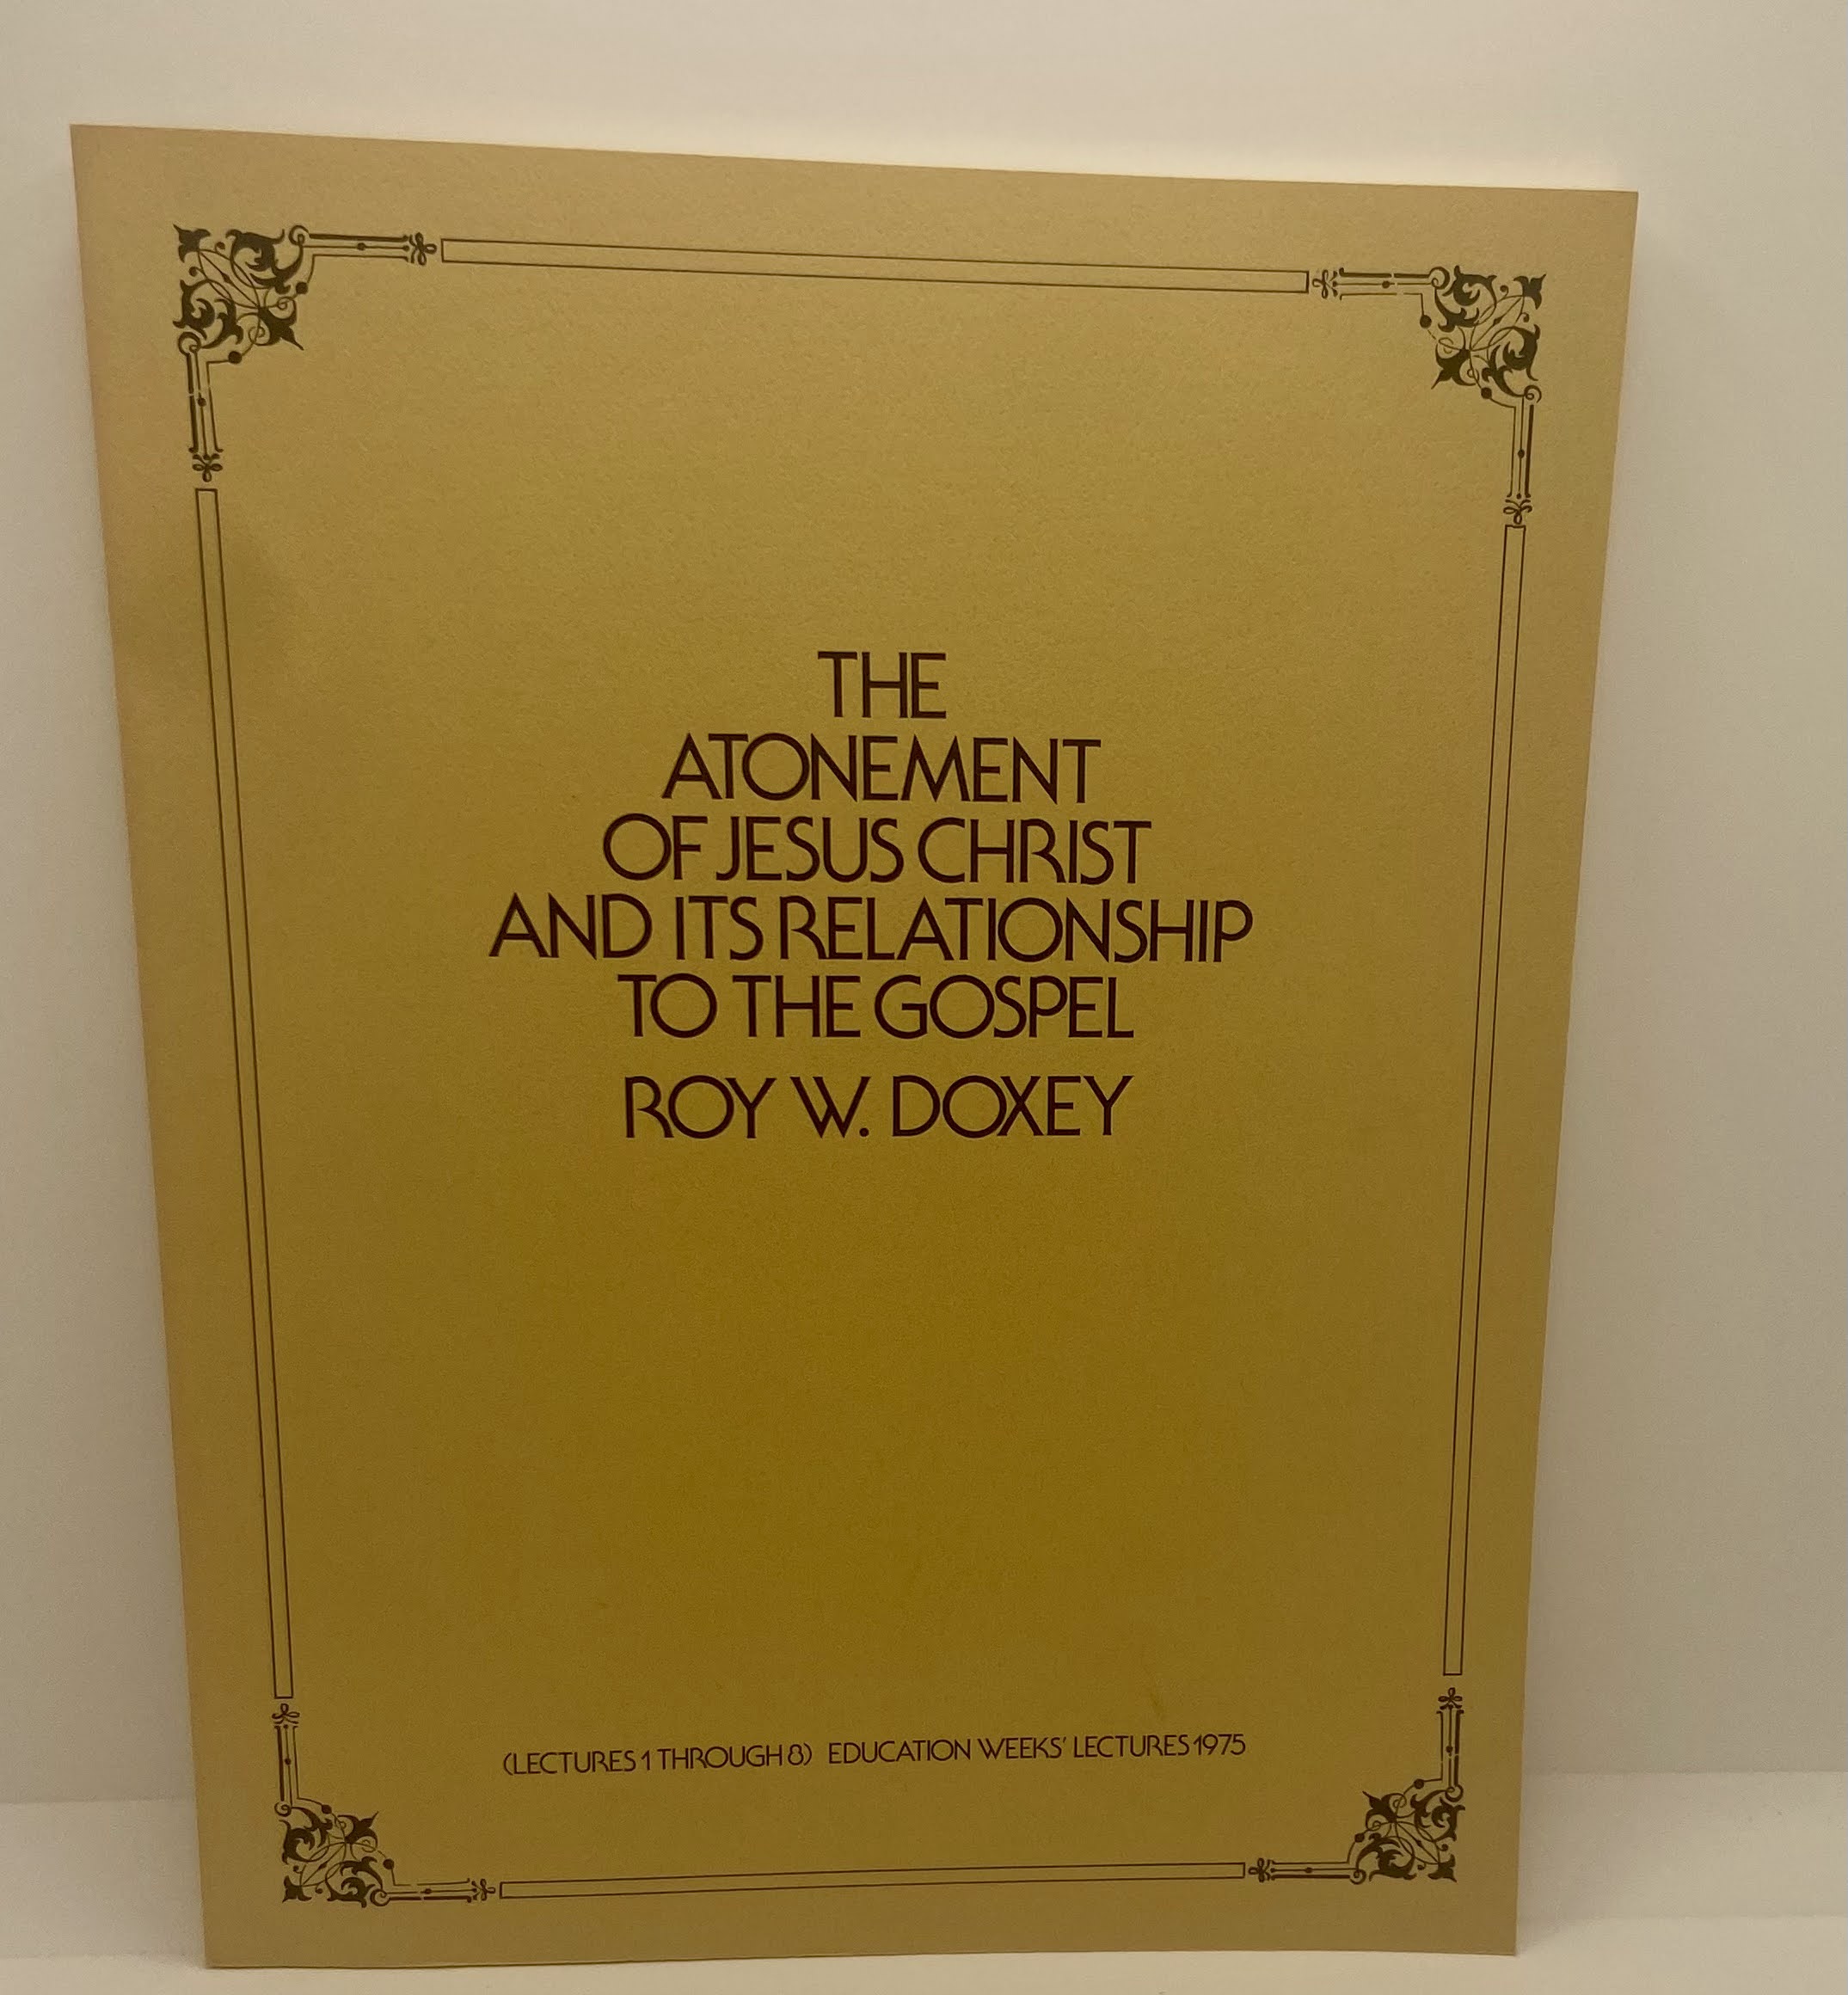 THE
ATONEMENT
OF JESUS CHRIST
AND ITS RELATIONSHIP
TO THE GOSPEL
ROY W. DOXEY
(LECTURES 1 THROUGH 8) EDUCATION WEEKS' LECTURES 1975